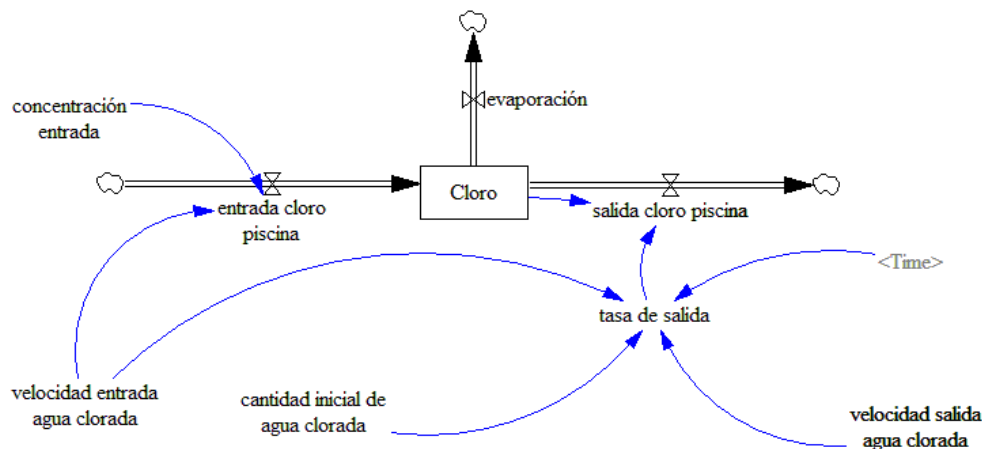 evaporación
concentración
entrada
Cloro
entrada cloro
piscina
salida cloro piscina
<Time>
tasa de salida
velocidad entrada
agua clorada
cantidad inicial de
agua clorada
velocidad salida
agua clorada